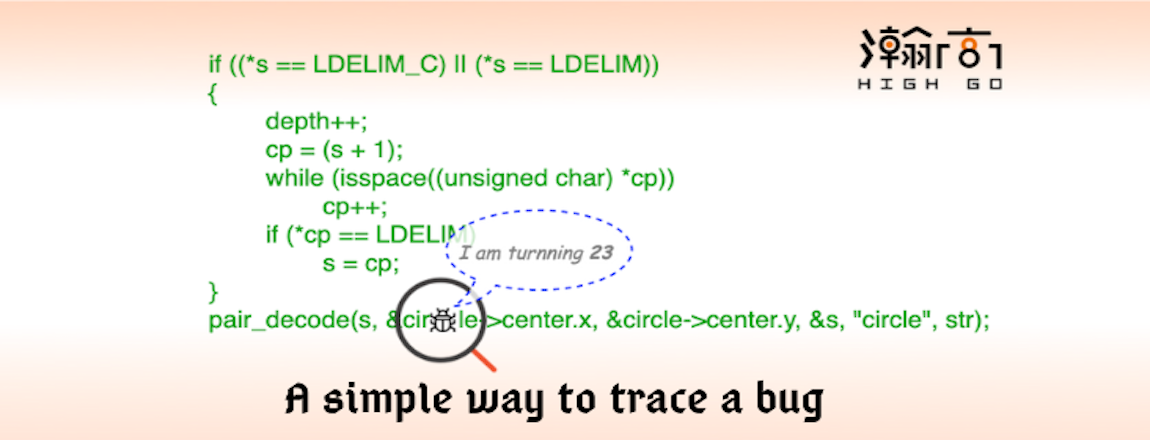 if ((*s == LDELIM_C) || (*s == LDELIM))
{
depth++;
cp = (s + 1);
while (isspace((unsigned char) *cp))
cp++;
if (*cp == LDELIM)
s = cp;
}
pair_decode(s, &circle->center.x, &circle->center.y, &s, "circle", str);
I am turnning 23
A simple way to trace a bug
瀚高
HIGH GO